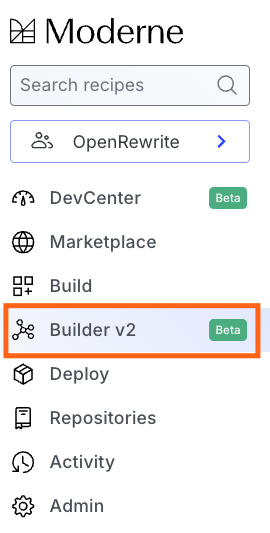 Moderne
Search recipes
OpenRewrite
DevCenter Beta
Marketplace
Build
Builder v2 Beta
Deploy
Repositories
Activity
Admin